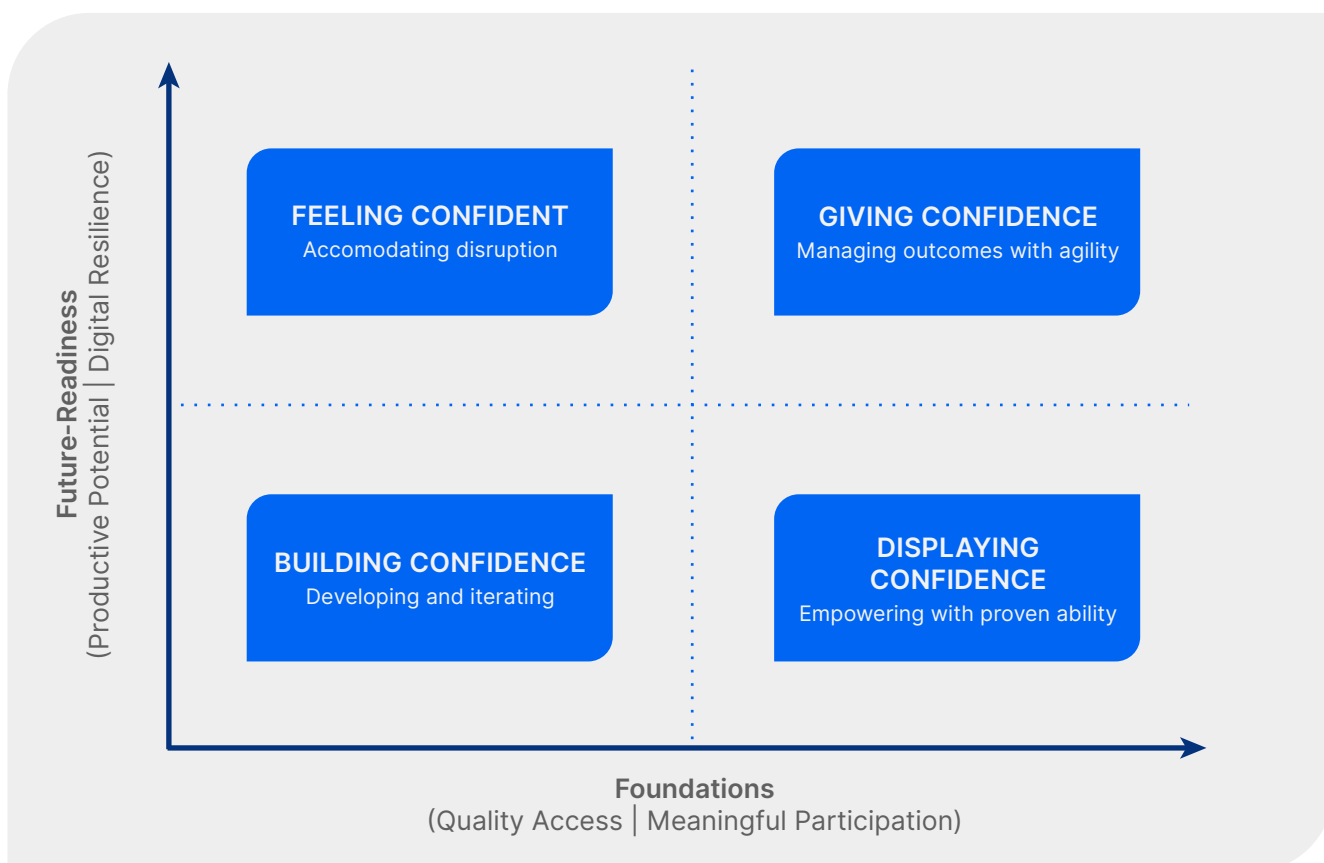 Future-Readiness
(Productive Potential | Digital Resilience)
FEELING CONFIDENT
Accomodating disruption
GIVING CONFIDENCE
Managing outcomes with agility
BUILDING CONFIDENCE
Developing and iterating
DISPLAYING
CONFIDENCE
Empowering with proven ability
Foundations
(Quality Access | Meaningful Participation)